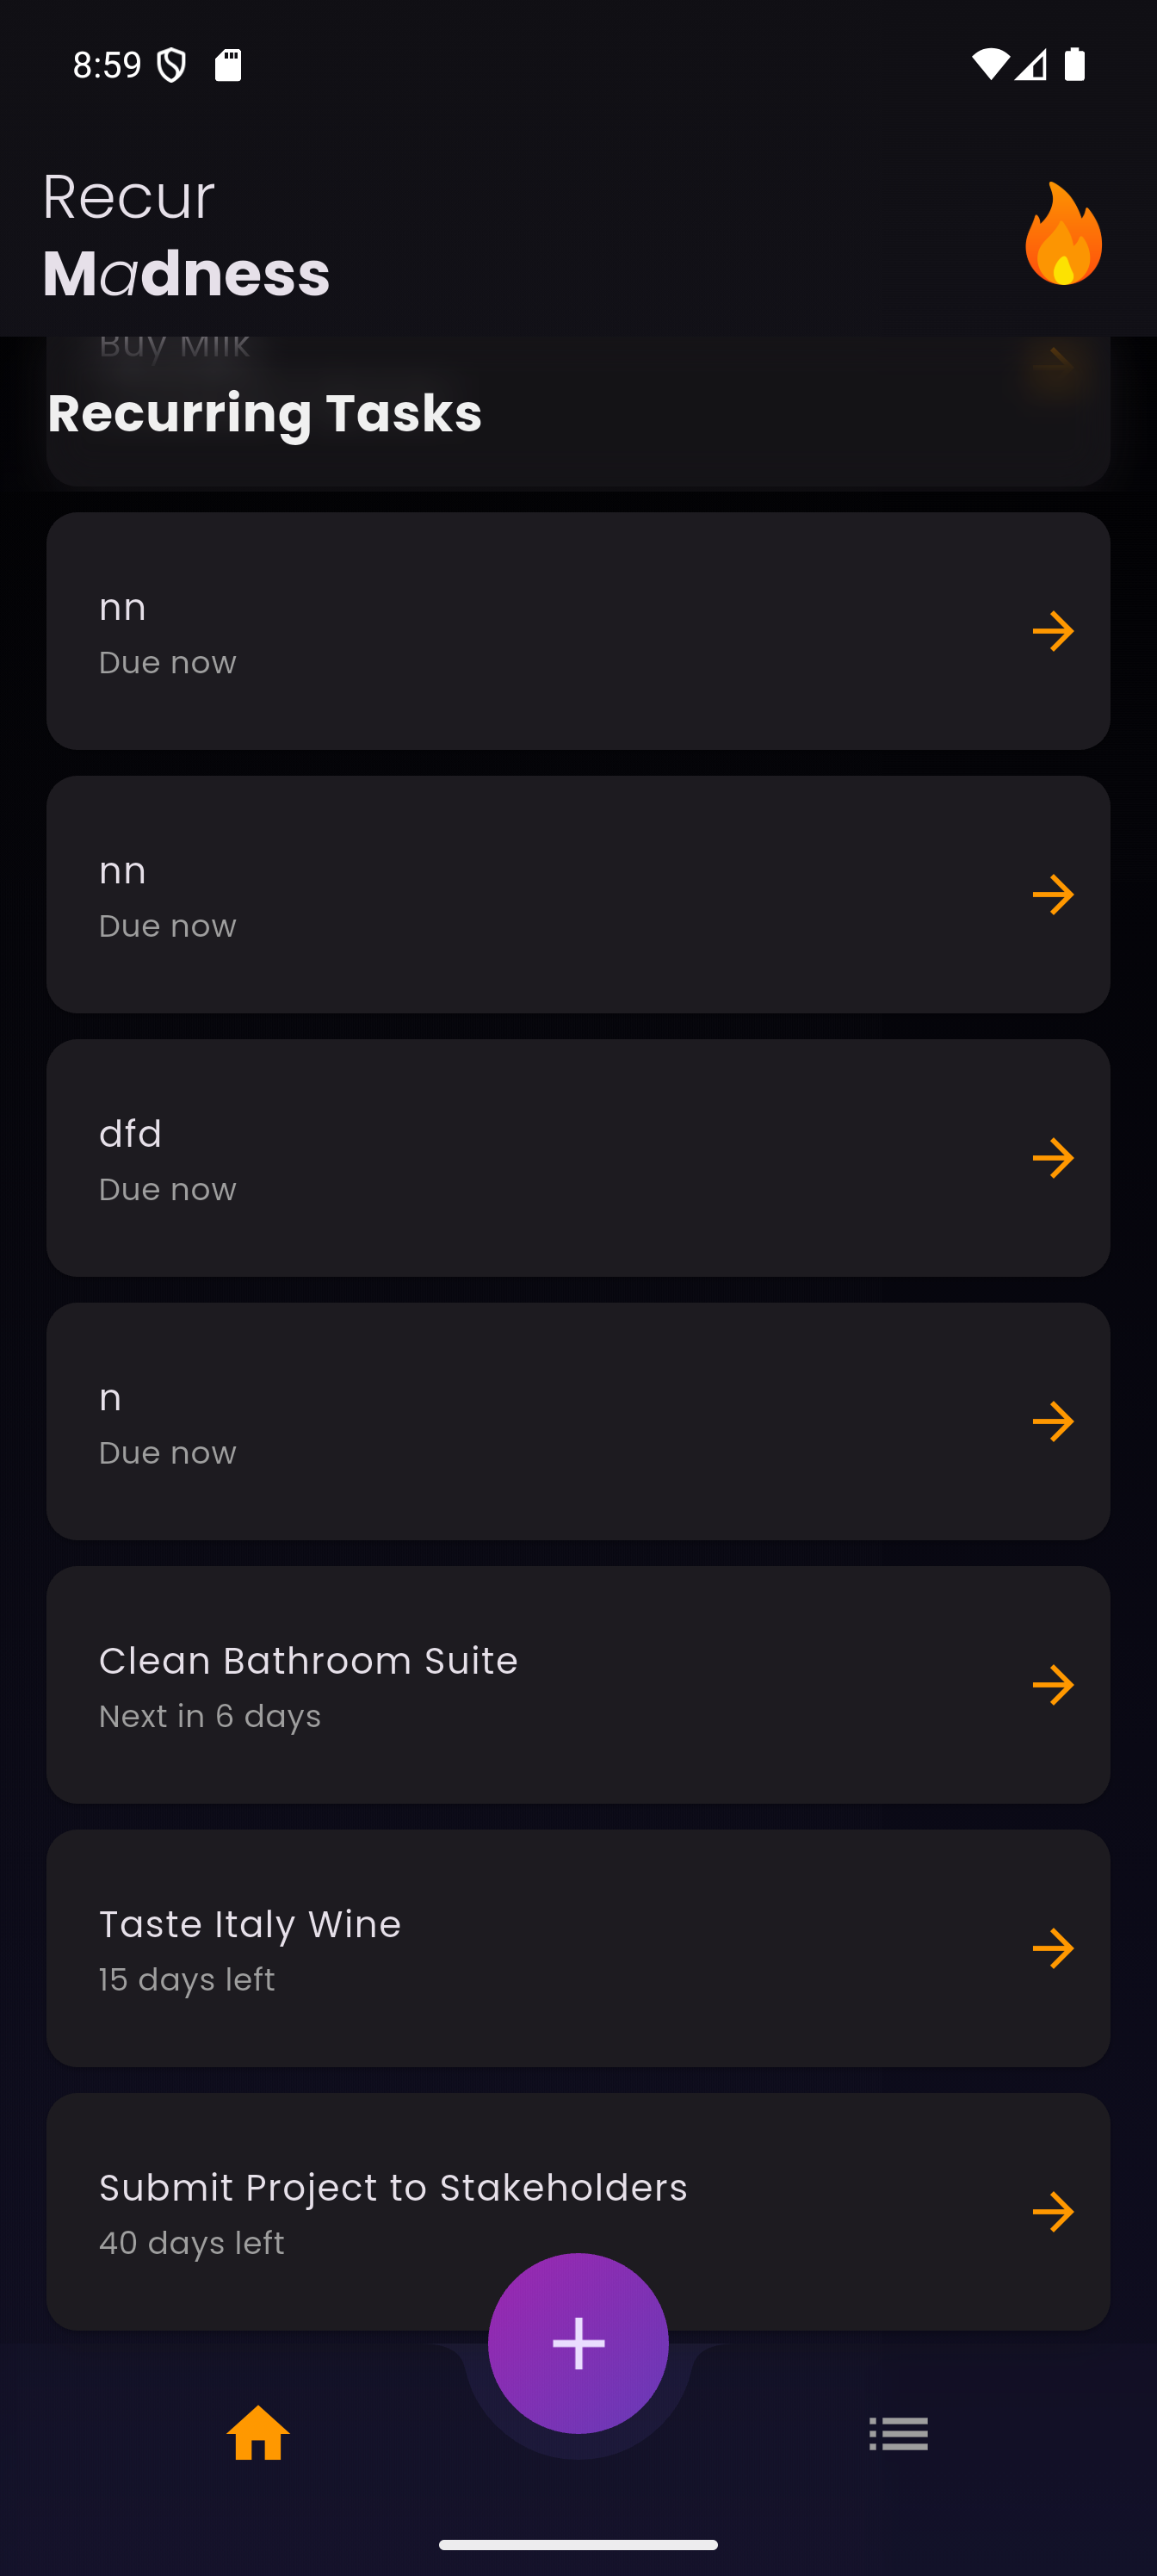 8:59
Recur
Madness
Buy Milk
Recurring Tasks
nn
Due now
nn
Due now
dfd
Due now
n
Due now
Clean Bathroom Suite
Next in 6 days
Taste Italy Wine
15 days left
Submit Project to Stakeholders
40 days left